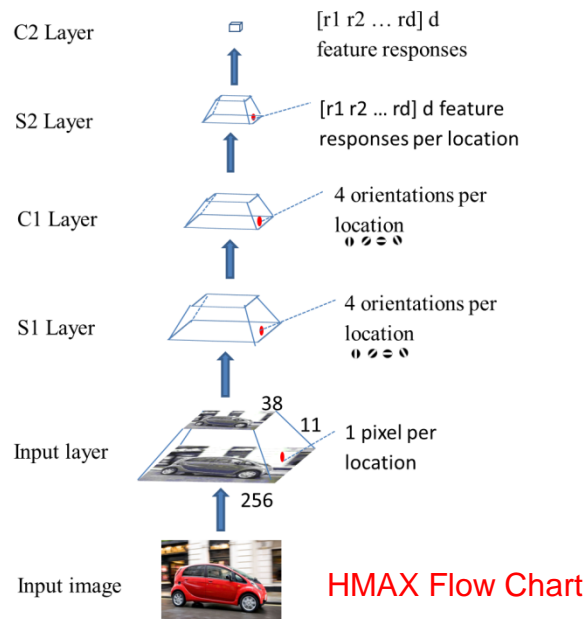 C2 Layer
[r1 r2 … rd] d
feature responses
S2 Layer
[r1 r2 ... rd] d feature
responses per location
C1 Layer
4 orientations per
location
S1 Layer
4 orientations per
location
38
11
Input layer
1 pixel per
location
256
Input image
HMAX Flow Chart